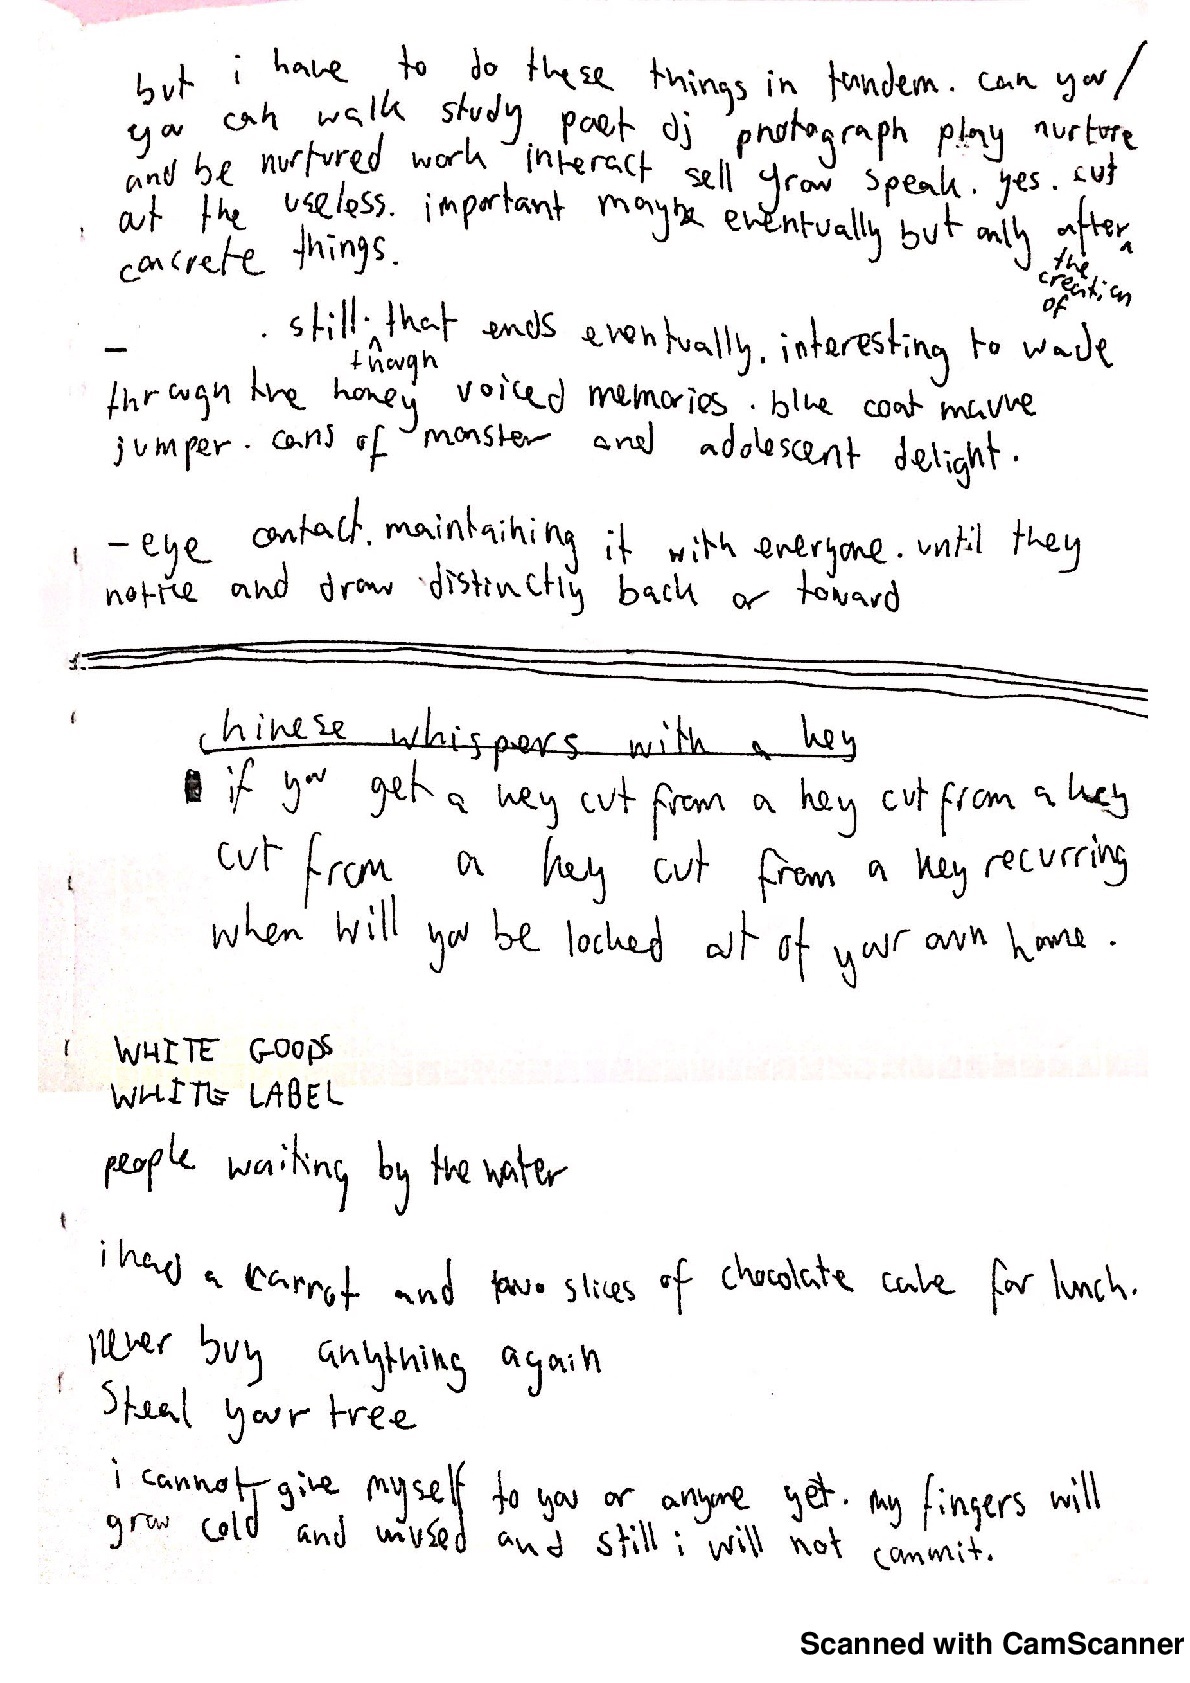 but i have to do these things in tandem. can you/
you can walk study poet dj photograph play nurture
and be nurtured work interact sell grow speak. yes. cut
out the useless. important maybe eventually but only after ^ the creation of
concrete things.
– . still. ^ though that ends eventually. interesting to wade
through the honey voiced memories. blue coat mauve
jumper. cans of monster and adolescent delight.
– eye contact. maintaining it with everyone. until they
notice and draw distinctly back or toward
chinese whispers with a key
if you get a key cut from a key cut from a key
cut from a key cut from a key recurring
when will you be locked out of your own home.
WHITE GOODS
WHITE LABEL
people waiting by the water
i had a carrot and two slices of chocolate cake for lunch.
never buy anything again
Steal your tree
i cannot give myself to you or anyone yet. my fingers will
grow cold and unused and still i will not commit.
Scanned with CamScanner